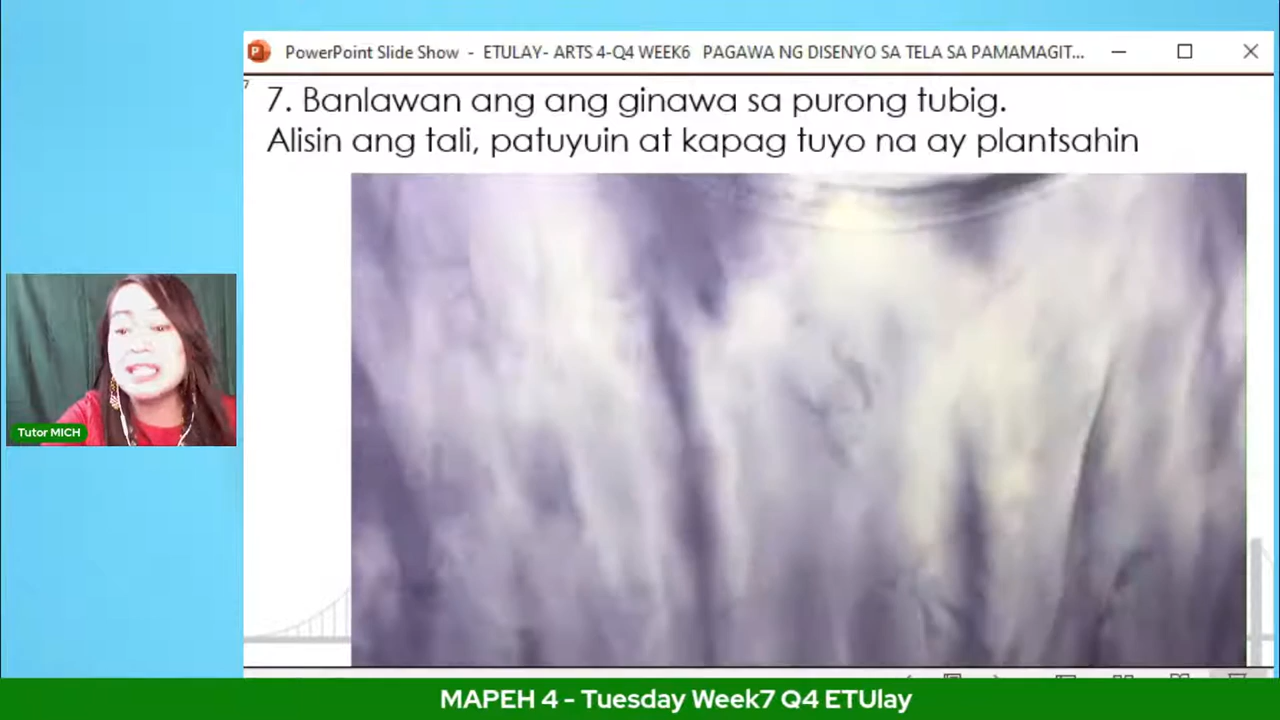 PowerPoint Slide Show - ETULAY- ARTS 4-Q4 WEEK6 PAGAWA NG DISENYO SA TELA SA PAMAMAGIT...
7
7. Banlawan ang ang ginawa sa purong tubig.
Alisin ang tali, patuyuin at kapag tuyo na ay plantsahin
Tutor MICH
MAPEH 4 - Tuesday Week7 Q4 ETUlay